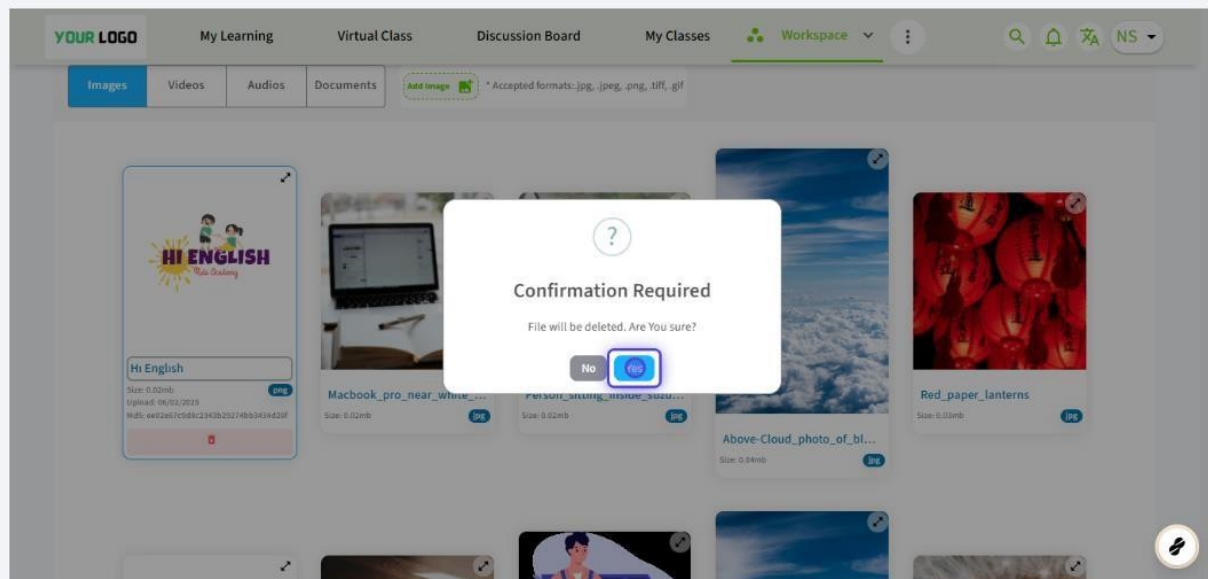 YOUR LOGO My Learning Virtual Class Discussion Board My Classes Workspace NS
Images Videos Audios Documents Add Image * Accepted formats:.jpg, .jpeg, .png, .tiff, .gif
HI ENGLISH
Confirmation Required
File will be deleted. Are You sure?
No Yes
Hi English
Size: 0.02mb png
Upload: 06/02/2025
Macbook_pro_near_white_...
Size: 0.02mb jpg
Person_sitting_inside_suzu...
Size: 0.02mb jpg
Above-Cloud_photo_of_bl...
Size: 0.04mb jpg
Red_paper_lanterns
Size: 0.03mb jpg